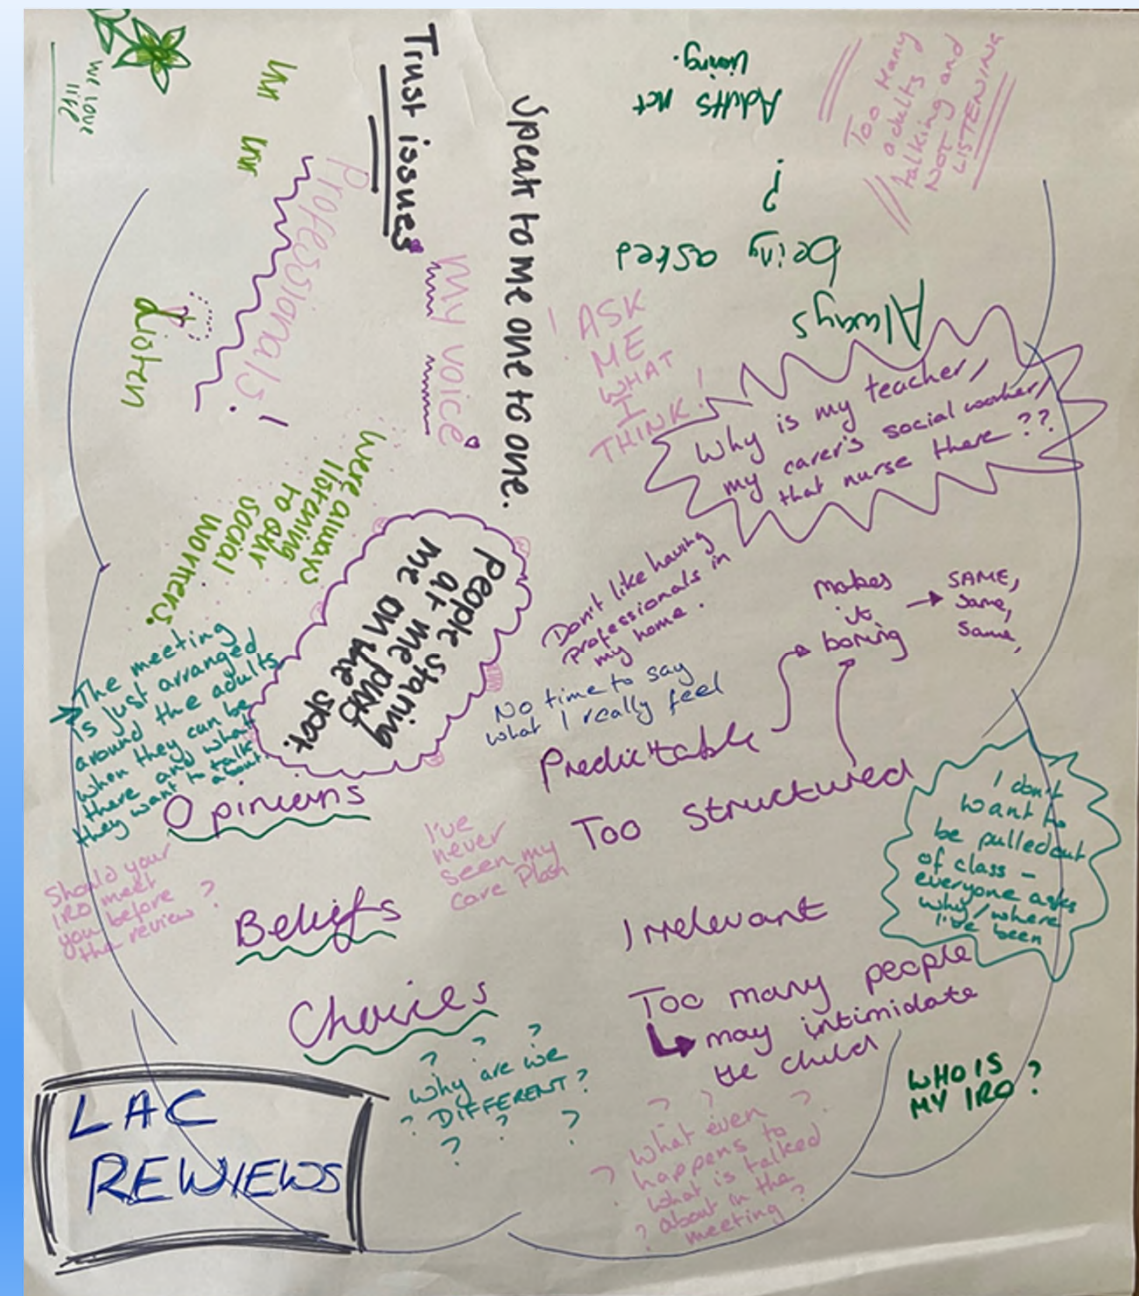 we love
live
Trust issues
Speak to me one to one.
Adults not
Too Many
adults
talking and
NOT
LISTENING
Always
being asked
?
Professionals!
My voice
Listen
! ASK
ME
WHAT
I
THINK!
Why is my teacher,
my carer's social worker,
that nurse there??
Were always
listening
to our
social
workers.
People staring
at me
me on the
spot.
Don't like having
professionals in
my home.
makes
it
boring
SAME,
Same,
Same,
The meeting
is just arranged
around the adults
when they can be
there and what
they want to talk
about.
No time to say
what I really feel
Predictable
Too structured
Opinions
I've
never
seen my
care Plan
I don't
want to
be pulled out
of class -
everyone asks
why/where
I've been
Should your
IRO meet
you before
the review?
Beliefs
Irrelevant
Choices
Too many people
may intimidate
the child
? ? ?
Why are we
? DIFFERENT?
? ? ?
WHO IS
MY IRO?
? ? ?
? What even
happens to
what is talked
? about in the
meeting?
LAC
REWIEWS